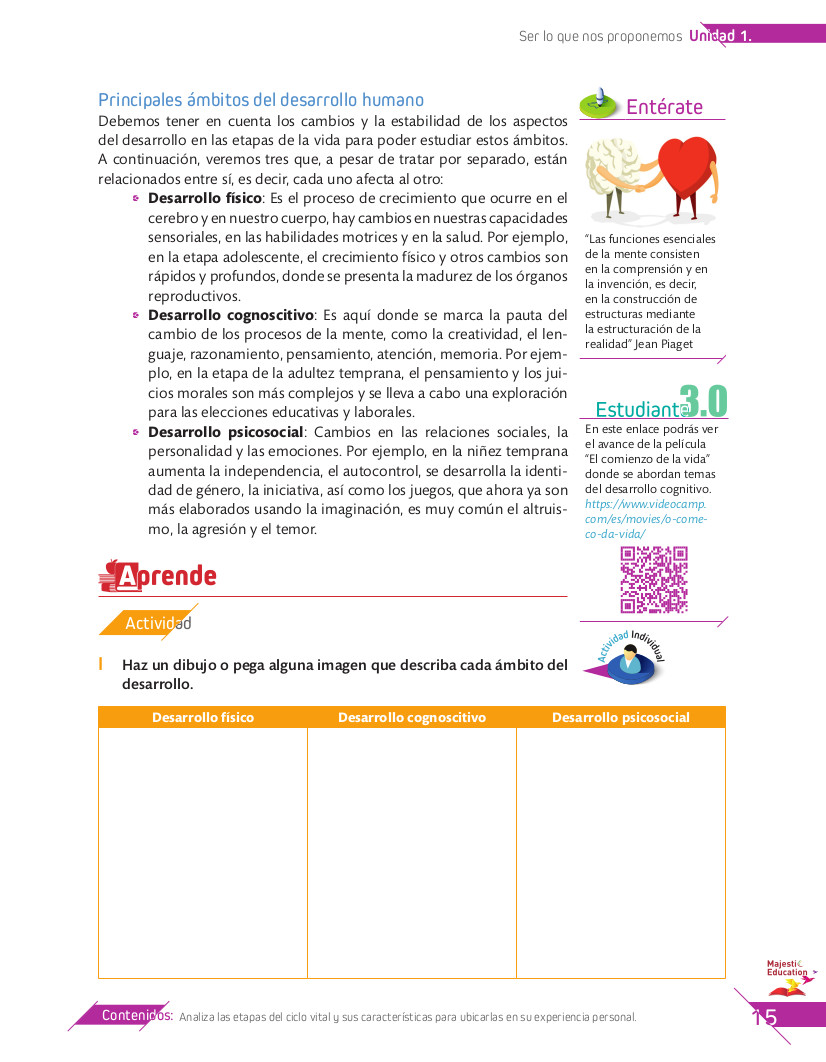 Ser lo que nos proponemos Unidad 1.
Principales ámbitos del desarrollo humano
Debemos tener en cuenta los cambios y la estabilidad de los aspectos
del desarrollo en las etapas de la vida para poder estudiar estos ámbitos.
A continuación, veremos tres que, a pesar de tratar por separado, están
relacionados entre sí, es decir, cada uno afecta al otro:
Desarrollo físico: Es el proceso de crecimiento que ocurre en el
cerebro y en nuestro cuerpo, hay cambios en nuestras capacidades
sensoriales, en las habilidades motrices y en la salud. Por ejemplo,
en la etapa adolescente, el crecimiento físico y otros cambios son
rápidos y profundos, donde se presenta la madurez de los órganos
reproductivos.
Desarrollo cognoscitivo: Es aquí donde se marca la pauta del
cambio de los procesos de la mente, como la creatividad, el len-
guaje, razonamiento, pensamiento, atención, memoria. Por ejem-
plo, en la etapa de la adultez temprana, el pensamiento y los jui-
cios morales son más complejos y se lleva a cabo una exploración
para las elecciones educativas y laborales.
Desarrollo psicosocial: Cambios en las relaciones sociales, la
personalidad y las emociones. Por ejemplo, en la niñez temprana
aumenta la independencia, el autocontrol, se desarrolla la identi-
dad de género, la iniciativa, así como los juegos, que ahora ya son
más elaborados usando la imaginación, es muy común el altruis-
mo, la agresión y el temor.
Entérate
“Las funciones esenciales
de la mente consisten
en la comprensión y en
la invención, es decir,
en la construcción de
estructuras mediante
la estructuración de la
realidad” Jean Piaget
Estudiante 3.0
En este enlace podrás ver
el avance de la película
“El comienzo de la vida”
donde se abordan temas
del desarrollo cognitivo.
https://www.videocamp.
com/es/movies/o-come-
co-da-vida/
Aprende
Actividad
Actividad Individual
1 Haz un dibujo o pega alguna imagen que describa cada ámbito del
desarrollo.
Desarrollo físico Desarrollo cognoscitivo Desarrollo psicosocial
Majestic
Education
Contenidos: Analiza las etapas del ciclo vital y sus características para ubicarlas en su experiencia personal.
15